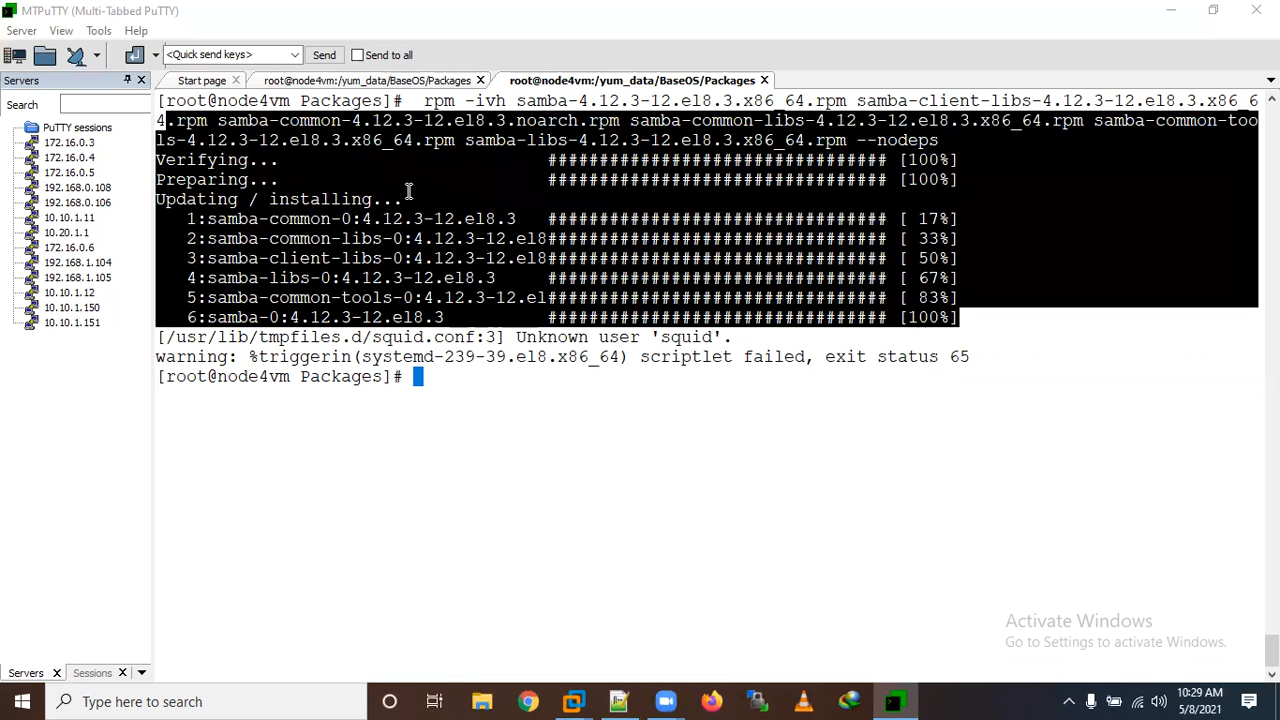 MTPuTTY (Multi-Tabbed PuTTY)
Server View Tools Help
<Quick send keys> Send Send to all
Servers
Start page root@node4vm:/yum_data/BaseOS/Packages root@node4vm:/yum_data/BaseOS/Packages
Search
PuTTY sessions
172.16.0.3
172.16.0.4
172.16.0.5
192.168.0.108
192.168.0.106
10.10.1.11
10.20.1.1
172.16.0.6
192.168.1.104
192.168.1.105
10.10.1.12
10.10.1.150
10.10.1.151
[root@node4vm Packages]#  rpm -ivh samba-4.12.3-12.el8.3.x86_64.rpm samba-client-libs-4.12.3-12.el8.3.x86_6
4.rpm samba-common-4.12.3-12.el8.3.noarch.rpm samba-common-libs-4.12.3-12.el8.3.x86_64.rpm samba-common-too
ls-4.12.3-12.el8.3.x86_64.rpm samba-libs-4.12.3-12.el8.3.x86_64.rpm --nodeps
Verifying... ################################# [100%]
Preparing... ################################# [100%]
Updating / installing...
1:samba-common-0:4.12.3-12.el8.3 ################################# [ 17%]
2:samba-common-libs-0:4.12.3-12.el8################################# [ 33%]
3:samba-client-libs-0:4.12.3-12.el8################################# [ 50%]
4:samba-libs-0:4.12.3-12.el8.3 ################################# [ 67%]
5:samba-common-tools-0:4.12.3-12.el################################# [ 83%]
6:samba-0:4.12.3-12.el8.3 ################################# [100%]
[/usr/lib/tmpfiles.d/squid.conf:3] Unknown user 'squid'.
warning: %triggerin(systemd-239-39.el8.x86_64) scriptlet failed, exit status 65
[root@node4vm Packages]#
Activate Windows
Go to Settings to activate Windows.
Servers Sessions
Type here to search
10:29 AM
5/8/2021